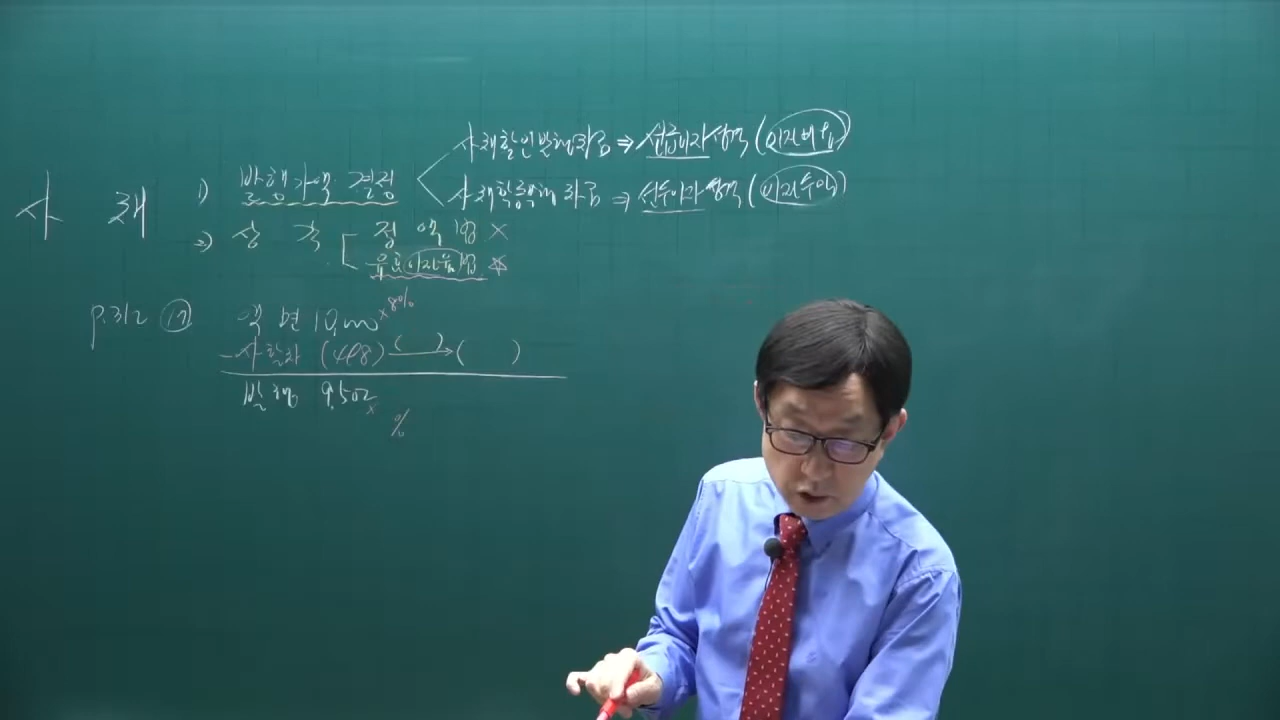 사채할인발행차금 ⇒ 선급이자 성격 (이자비용)
사 채 1) 발행가액 결정
사채할증발행차금 ⇒ 선수이자 성격 (이자수익)
2) 상 각 정 액 법 ×
유효이자율법 ☆
p.312 ⑰ 액 면 10,000 × 8%
- 사할차 (498) ( ) → ( )
발 행 9,502 × %